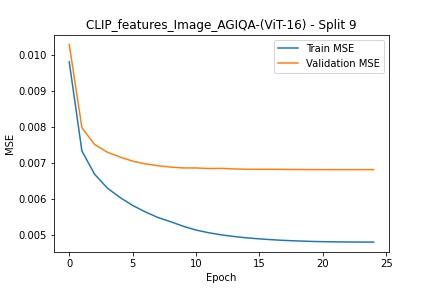 CLIP_features_Image_AGIQA-(ViT-16) - Split 9
Train MSE
Validation MSE
MSE
0.010
0.009
0.008
0.007
0.006
0.005
0
5
10
15
20
25
Epoch